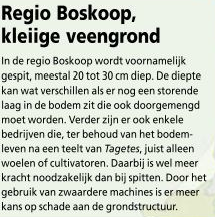 Regio Boskoop,
kleiige veengrond
In de regio Boskoop wordt voornamelijk
gespit, meestal 20 tot 30 cm diep. De diepte
kan wat verschillen als er nog een storende
laag in de bodem zit die ook doorgemengd
moet worden. Verder zijn er ook enkele
bedrijven die, ter behoud van het bodem-
leven na een teelt van Tagetes, juist alleen
woelen of cultivatoren. Daarbij is wel meer
kracht noodzakelijk dan bij spitten. Door het
gebruik van zwaardere machines is er meer
kans op schade aan de grondstructuur.